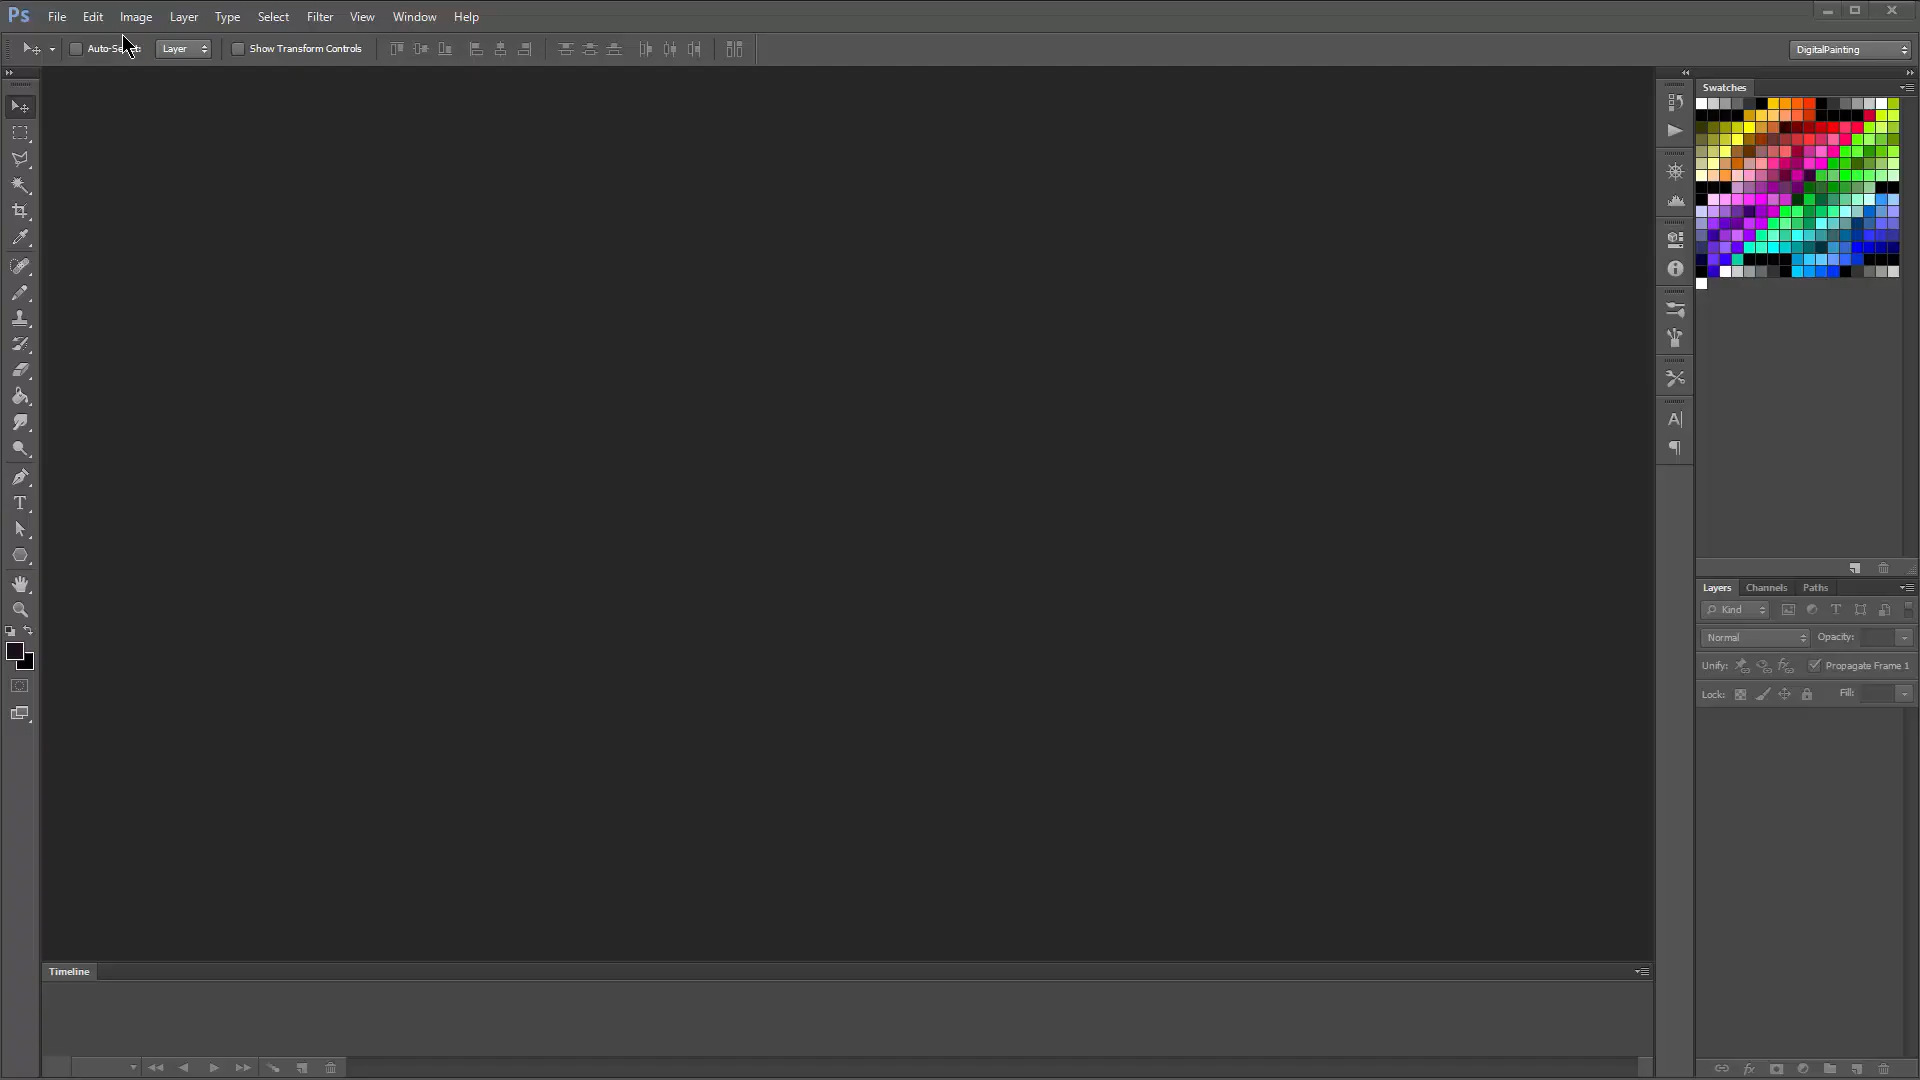 Ps File Edit Image Layer Type Select Filter View Window Help
Layer Show Transform Controls DigitalPainting
Swatches
Layers Channels Paths
Kind
Normal Opacity:
Unify: Propagate Frame 1
Lock: Fill:
Timeline